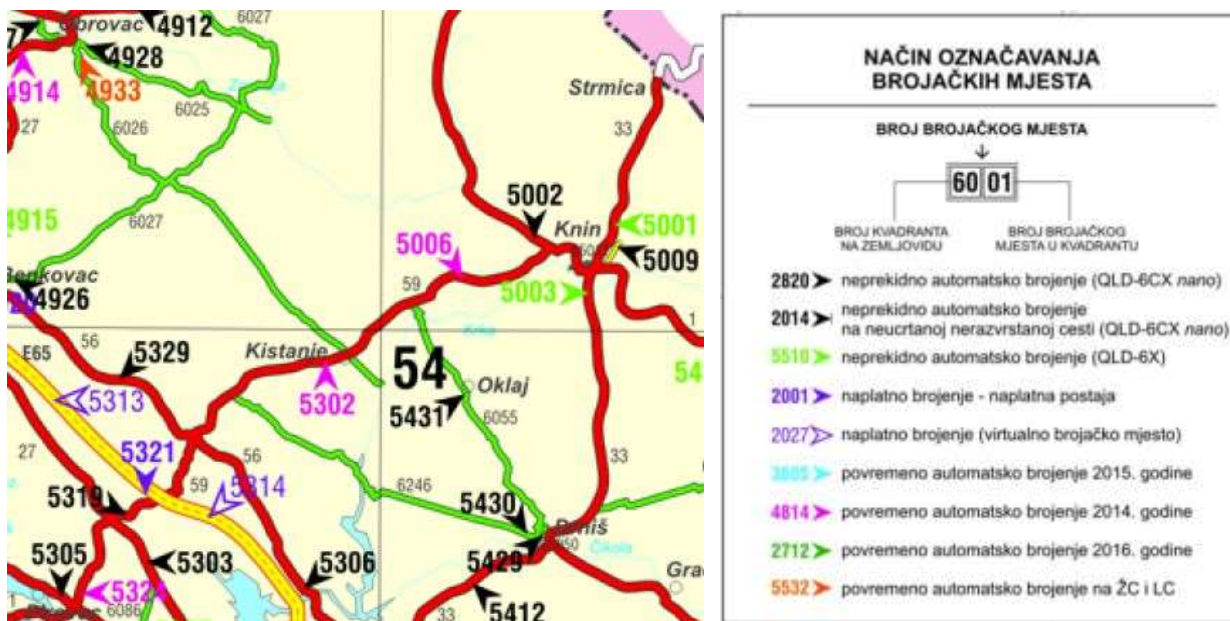 Obrovac
4912
6027
4928
4914
4933
6025
27
6026
Strmica
33
5002
6027
4915
Knin
5001
5006
5009
Benkovac
4926
59
5003
1
Krka
56
E65
5329
Kistanje
54
54
5313
5302
Oklaj
5431
6055
27
5321
56
33
59
5314
5319
6246
5430
Drniš
5305
5303
5306
5429
Čikola
1
5324
6086
33
5412
NAČIN OZNAČAVANJA
BROJAČKIH MJESTA
BROJ BROJAČKOG MJESTA
60 01
BROJ KVADRANTA
NA ZEMLJOVIDU
BROJ BROJAČKOG
MJESTA U KVADRANTU
2820 neprekidno automatsko brojenje (QLD-6CX nano)
2014 neprekidno automatsko brojenje
na neucrtanoj nerazvrstanoj cesti (QLD-6CX nano)
5510 neprekidno automatsko brojenje (QLD-6X)
2001 naplatno brojenje - naplatna postaja
2027 naplatno brojenje (virtualno brojačko mjesto)
3805 povremeno automatsko brojenje 2015. godine
4814 povremeno automatsko brojenje 2014. godine
2712 povremeno automatsko brojenje 2016. godine
5532 povremeno automatsko brojenje na ŽC i LC